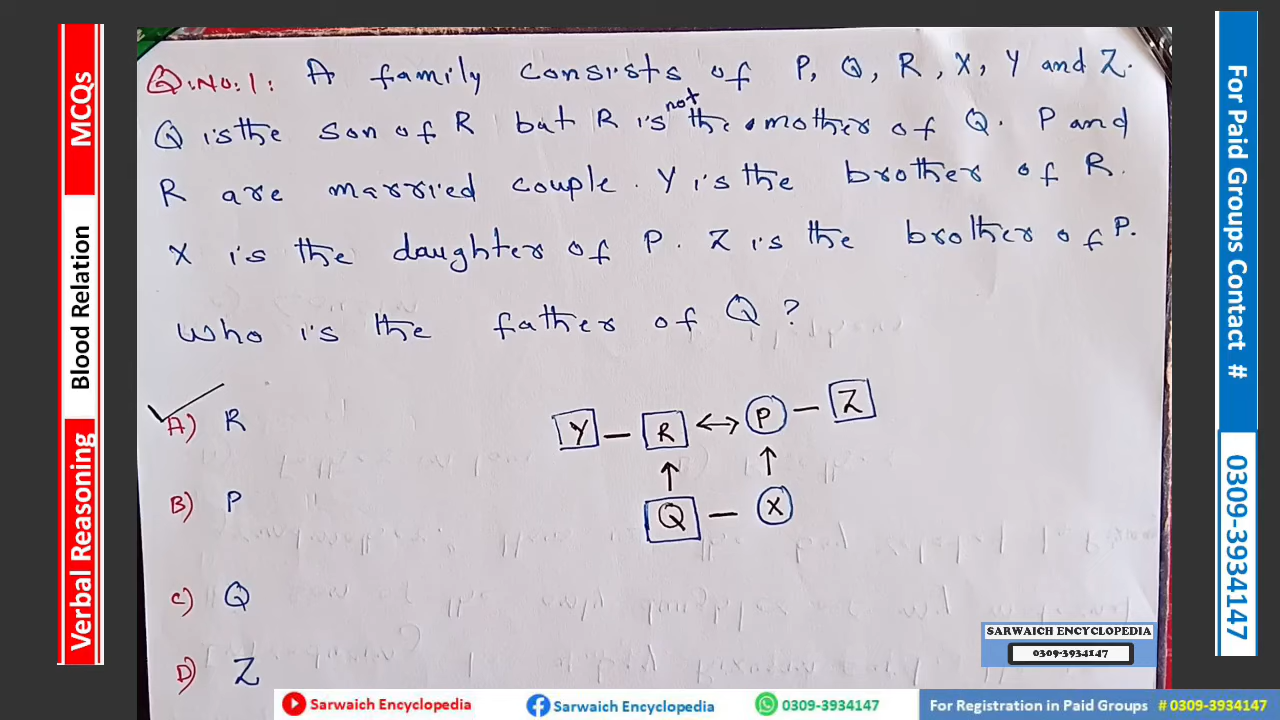 Q.No.1: A family consists of P, Q, R, X, Y and Z.
Q is the son of R but R is not the mother of Q. P and
R are married couple. Y is the brother of R.
X is the daughter of P. Z is the brother of P.
Who is the father of Q?
A) R
B) P
C) Q
D) Z
Y — R ↔ P — Z
↑ ↑
Q — X
MCQs
Blood Relation
Verbal Reasoning
For Paid Groups Contact #
0309-3934147
SARWAICH ENCYCLOPEDIA
0309-3934147
Sarwaich Encyclopedia
Sarwaich Encyclopedia
0309-3934147
For Registration in Paid Groups # 0309-3934147